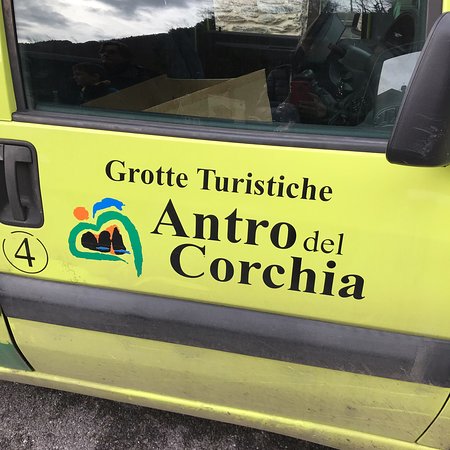 Grotte Turistiche
Antro del
Corchia
4